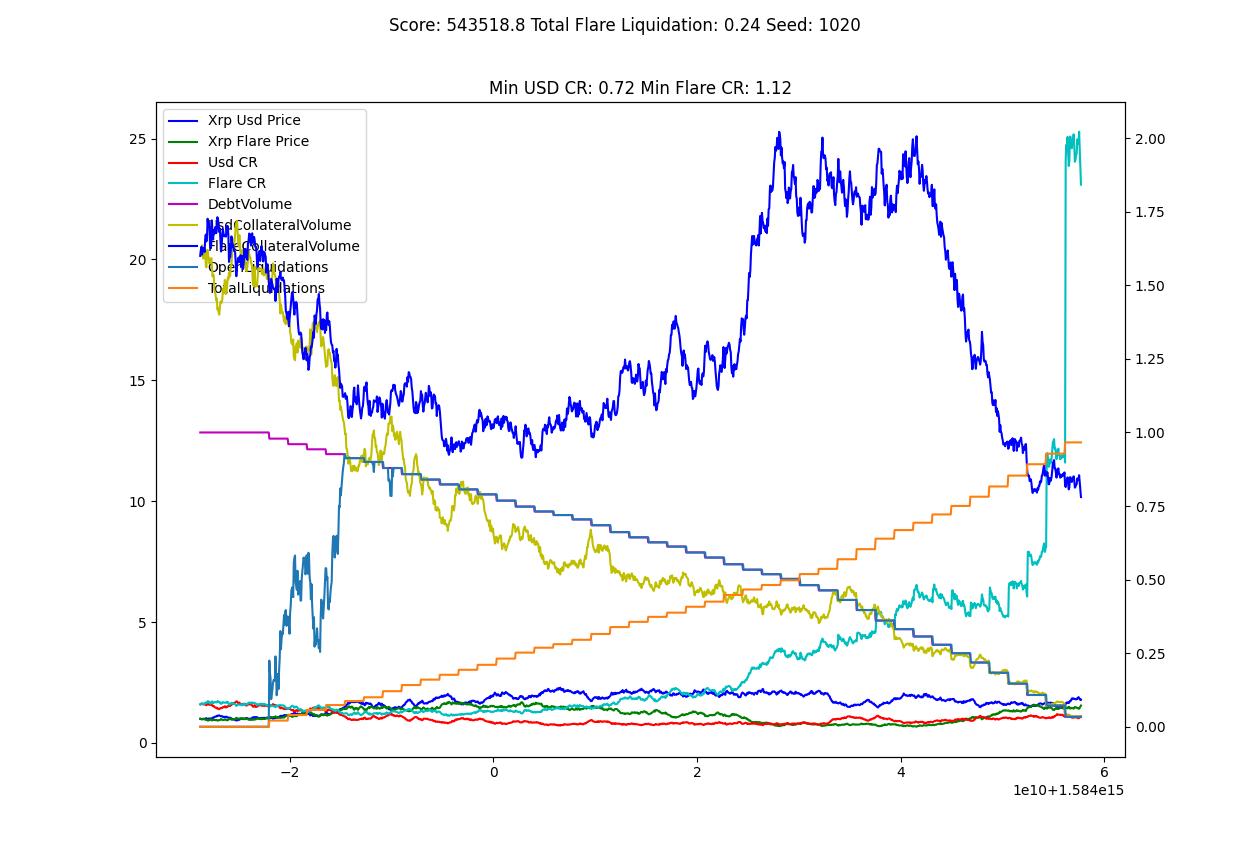 Score: 543518.8 Total Flare Liquidation: 0.24 Seed: 1020
Min USD CR: 0.72 Min Flare CR: 1.12
Xrp Usd Price
Xrp Flare Price
Usd CR
Flare CR
DebtVolume
UsdCollateralVolume
FlareCollateralVolume
OpenLiquidations
TotalLiquidations
25
20
15
10
5
0
2.00
1.75
1.50
1.25
1.00
0.75
0.50
0.25
0.00
−2
0
2
4
6
1e10+1.584e15